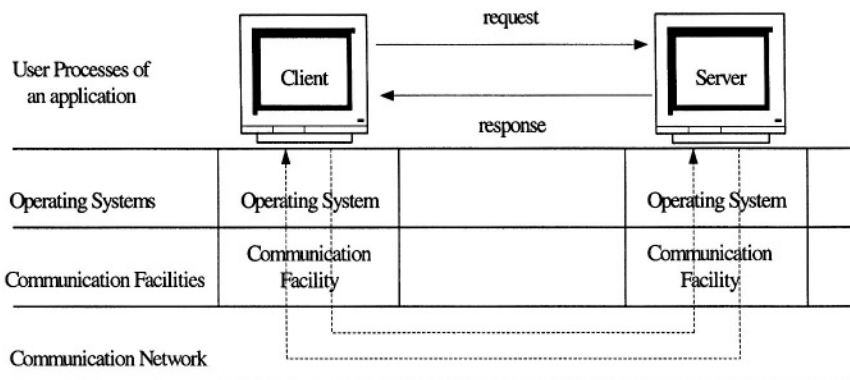 request
User Processes of
an application
Client
Server
response
Operating Systems
Operating System
Operating System
Communication Facilities
Communication
Facility
Communication
Facility
Communication Network